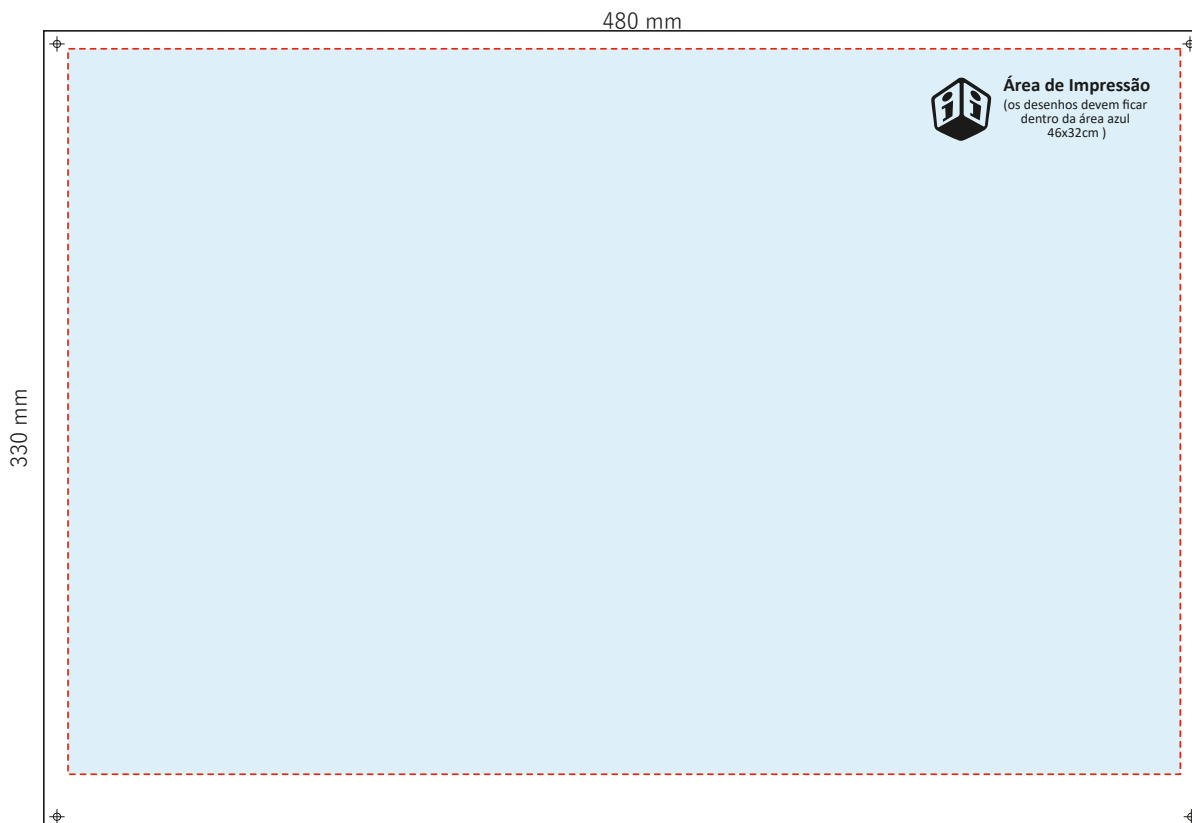 480 mm
Área de Impressão
(os desenhos devem ficar
dentro da área azul
46x32cm )
330 mm